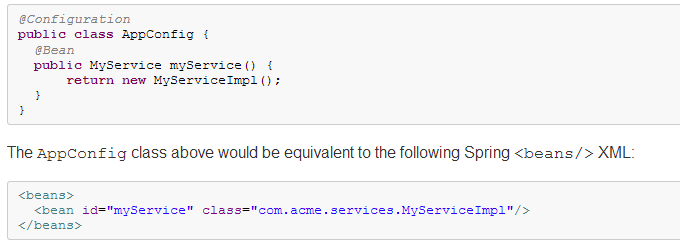 @Configuration
public class AppConfig {
  @Bean
  public MyService myService() {
      return new MyServiceImpl();
  }
}
The AppConfig class above would be equivalent to the following Spring <beans/> XML:
<beans>
  <bean id="myService" class="com.acme.services.MyServiceImpl"/>
</beans>